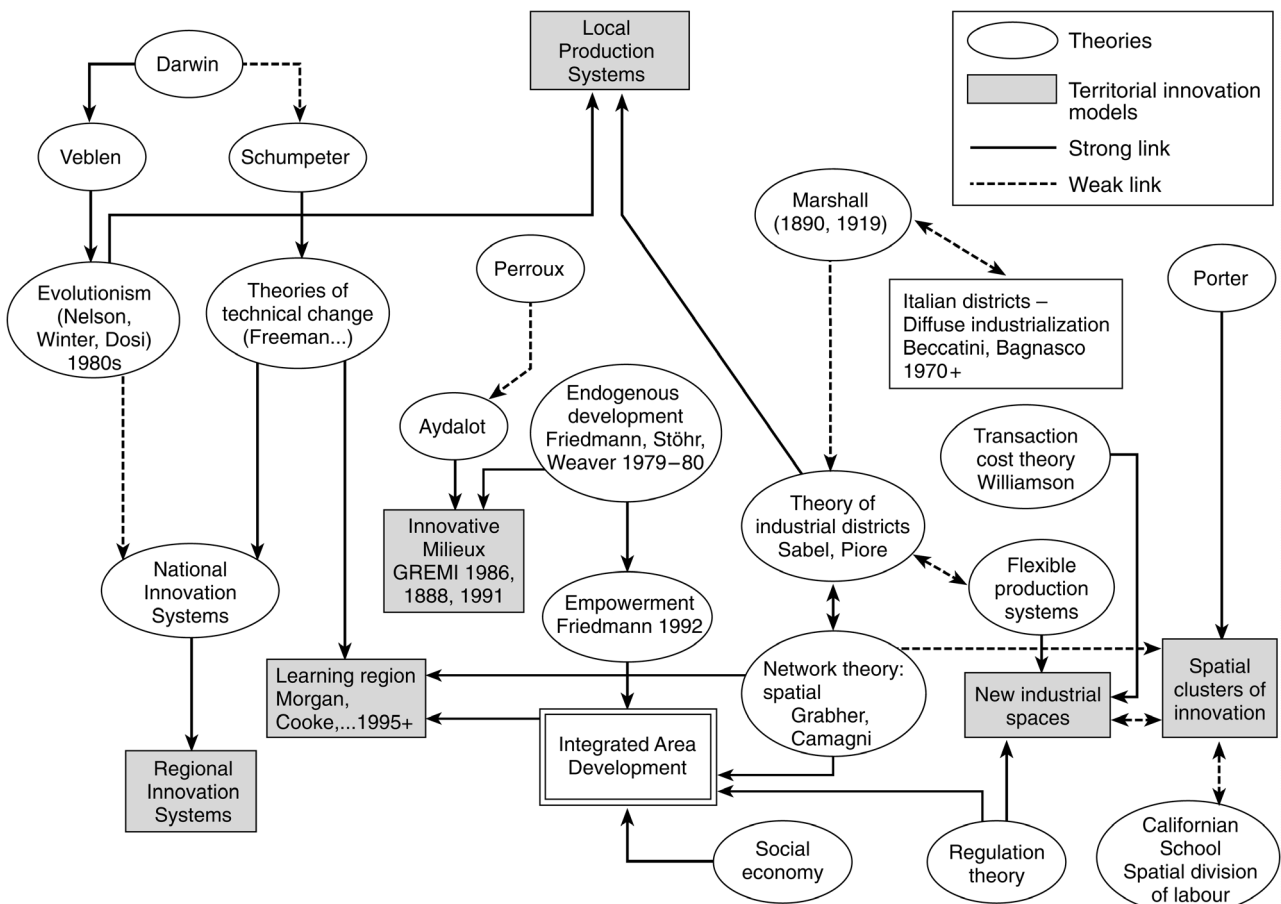 Local
Production
Systems
Theories
Territorial innovation
models
Strong link
Weak link
Darwin
Veblen
Schumpeter
Marshall
(1890, 1919)
Perroux
Porter
Evolutionism
(Nelson,
Winter, Dosi)
1980s
Theories of
technical change
(Freeman...)
Italian districts –
Diffuse industrialization
Beccatini, Bagnasco
1970+
Aydalot
Endogenous
development
Friedmann, Stöhr,
Weaver 1979–80
Transaction
cost theory
Williamson
Innovative
Milieux
GREMI 1986,
1888, 1991
Theory of
industrial districts
Sabel, Piore
National
Innovation
Systems
Flexible
production
systems
Empowerment
Friedmann 1992
Learning region
Morgan,
Cooke,...1995+
Network theory:
spatial
Grabher,
Camagni
New industrial
spaces
Spatial
clusters of
innovation
Integrated Area
Development
Regional
Innovation
Systems
Social
economy
Regulation
theory
Californian
School
Spatial division
of labour